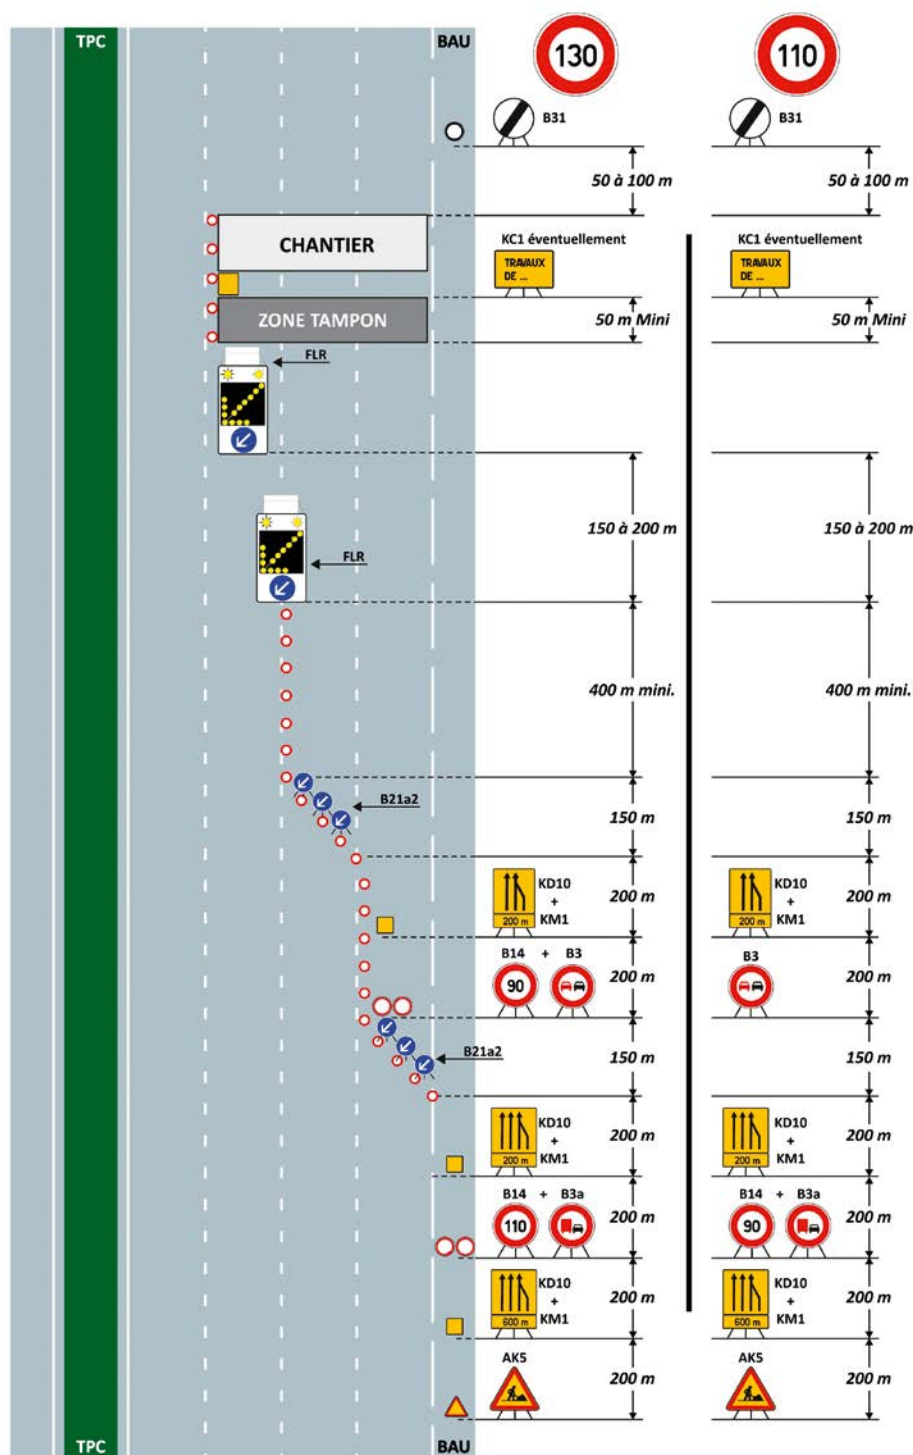 TPC
BAU
130
110
B31
B31
50 à 100 m
50 à 100 m
CHANTIER
KC1 éventuellement
KC1 éventuellement
TRAVAUX
DE ...
TRAVAUX
DE ...
ZONE TAMPON
50 m Mini
50 m Mini
FLR
150 à 200 m
150 à 200 m
FLR
400 m mini.
400 m mini.
B21a2
150 m
150 m
KD10
+
KM1
200 m
200 m
KD10
+
KM1
200 m
200 m
B14 + B3
90
200 m
B3
200 m
B21a2
150 m
150 m
KD10
+
KM1
200 m
200 m
KD10
+
KM1
200 m
200 m
B14 + B3a
110
200 m
B14 + B3a
90
200 m
KD10
+
KM1
600 m
200 m
KD10
+
KM1
600 m
200 m
AK5
200 m
AK5
200 m
TPC
BAU